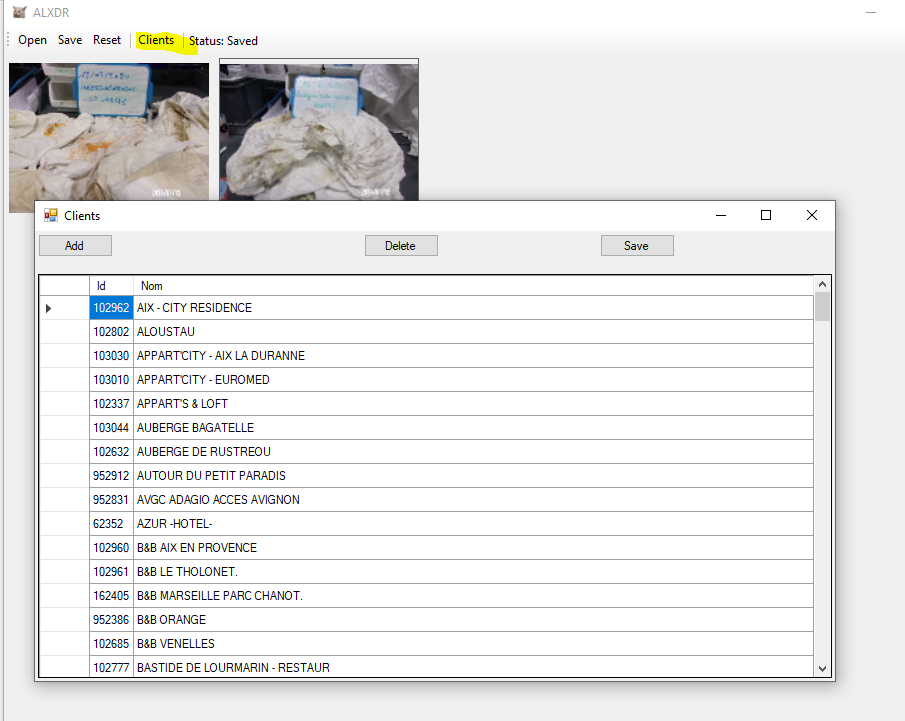 ALXDR
Open Save Reset Clients Status: Saved
Clients
Add Delete Save
Id Nom
102962 AIX - CITY RESIDENCE
102802 ALOUSTAU
103030 APPART'CITY - AIX LA DURANNE
103010 APPART'CITY - EUROMED
102337 APPART'S & LOFT
103044 AUBERGE BAGATELLE
102632 AUBERGE DE RUSTREOU
952912 AUTOUR DU PETIT PARADIS
952831 AVGC ADAGIO ACCES AVIGNON
62352 AZUR -HOTEL-
102960 B&B AIX EN PROVENCE
102961 B&B LE THOLONET.
162405 B&B MARSEILLE PARC CHANOT.
952386 B&B ORANGE
102685 B&B VENELLES
102777 BASTIDE DE LOURMARIN - RESTAUR